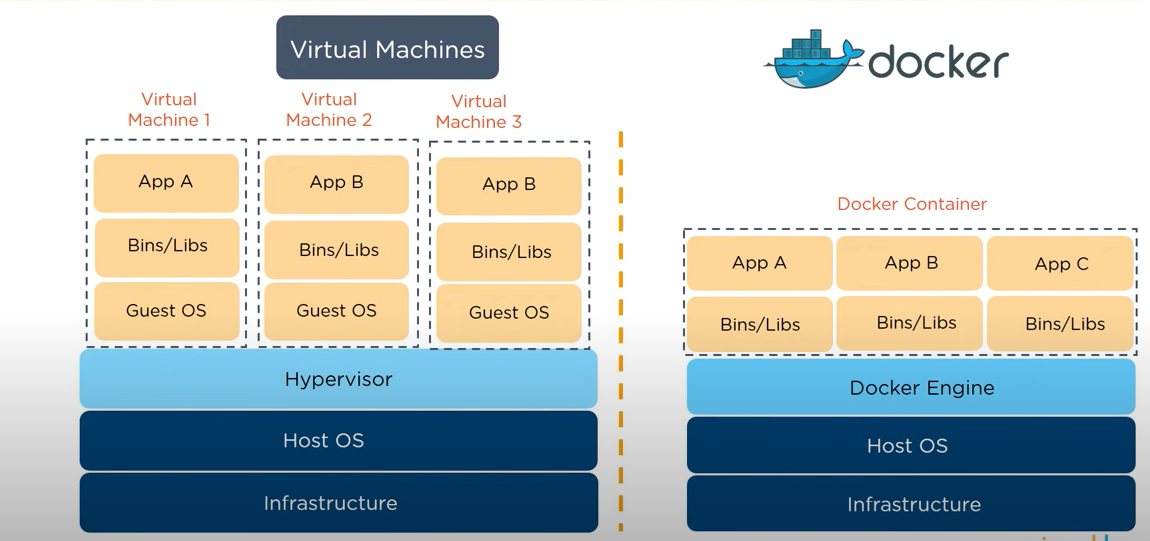 Virtual Machines
docker
Virtual
Machine 1
Virtual
Machine 2
Virtual
Machine 3
App A
App B
App B
Bins/Libs
Bins/Libs
Bins/Libs
Guest OS
Guest OS
Guest OS
Hypervisor
Host OS
Infrastructure
Docker Container
App A
App B
App C
Bins/Libs
Bins/Libs
Bins/Libs
Docker Engine
Host OS
Infrastructure